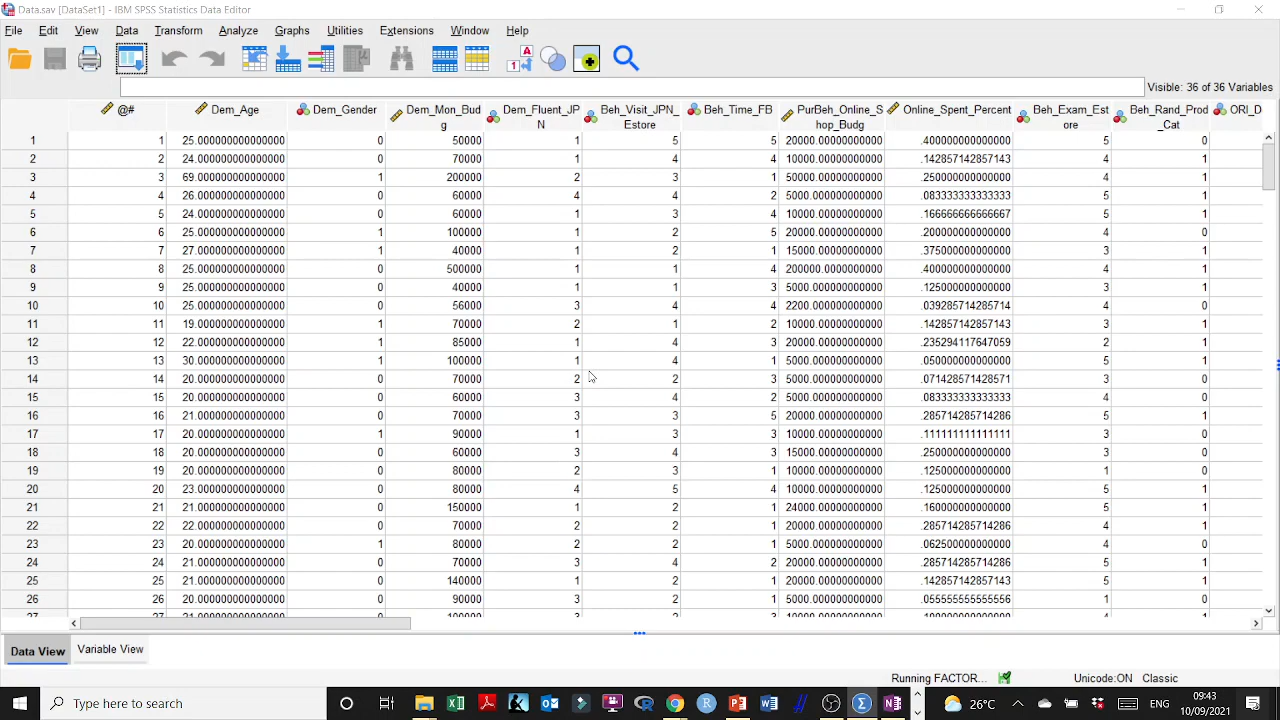 Data.sav [DataSet1] - IBM SPSS Statistics Data Editor
File Edit View Data Transform Analyze Graphs Utilities Extensions Window Help
Visible: 36 of 36 Variables
@# Dem_Age Dem_Gender Dem_Mon_Bud Dem_Fluent_JP Beh_Visit_JPN_ Beh_Time_FB PurBeh_Online_S Online_Spent_Percent Beh_Exam_Est Beh_Rand_Prod ORI_D
g N Estore hop_Budg ore _Cat
1 1 25.000000000000000 0 50000 1 5 5 20000.00000000000 .400000000000000 5 0
2 2 24.000000000000000 0 70000 1 4 4 10000.00000000000 .142857142857143 4 1
3 3 69.000000000000000 1 200000 2 3 1 50000.00000000000 .250000000000000 4 1
4 4 26.000000000000000 0 60000 4 4 2 5000.00000000000 .083333333333333 5 1
5 5 24.000000000000000 0 60000 1 3 4 10000.00000000000 .166666666666667 5 1
6 6 25.000000000000000 1 100000 1 2 5 20000.00000000000 .200000000000000 4 0
7 7 27.000000000000000 1 40000 1 2 1 15000.00000000000 .375000000000000 3 1
8 8 25.000000000000000 0 500000 1 1 4 200000.0000000000 .400000000000000 4 1
9 9 25.000000000000000 0 40000 1 1 3 5000.00000000000 .125000000000000 3 1
10 10 25.000000000000000 0 56000 3 4 4 2200.00000000000 .039285714285714 4 0
11 11 19.000000000000000 1 70000 2 1 2 10000.00000000000 .142857142857143 3 1
12 12 22.000000000000000 1 85000 1 4 3 20000.00000000000 .235294117647059 2 1
13 13 30.000000000000000 1 100000 1 4 1 5000.00000000000 .050000000000000 5 1
14 14 20.000000000000000 0 70000 2 2 3 5000.00000000000 .071428571428571 3 0
15 15 20.000000000000000 0 60000 3 4 2 5000.00000000000 .083333333333333 4 0
16 16 21.000000000000000 0 70000 3 3 5 20000.00000000000 .285714285714286 5 1
17 17 20.000000000000000 1 90000 1 3 3 10000.00000000000 .111111111111111 3 0
18 18 20.000000000000000 0 60000 3 4 3 15000.00000000000 .250000000000000 3 0
19 19 20.000000000000000 0 80000 2 3 1 10000.00000000000 .125000000000000 1 0
20 20 23.000000000000000 0 80000 4 5 4 10000.00000000000 .125000000000000 5 1
21 21 21.000000000000000 0 150000 1 2 1 24000.00000000000 .160000000000000 5 1
22 22 22.000000000000000 0 70000 2 2 1 20000.00000000000 .285714285714286 4 1
23 23 20.000000000000000 1 80000 2 2 1 5000.00000000000 .062500000000000 4 0
24 24 21.000000000000000 0 70000 3 4 2 20000.00000000000 .285714285714286 5 1
25 25 21.000000000000000 0 140000 1 2 1 20000.00000000000 .142857142857143 5 1
26 26 20.000000000000000 0 90000 3 2 1 5000.00000000000 .055555555555556 1 0
Data View Variable View
Running FACTOR... Unicode:ON Classic
Type here to search
26°C ENG 09:43
10/09/2021